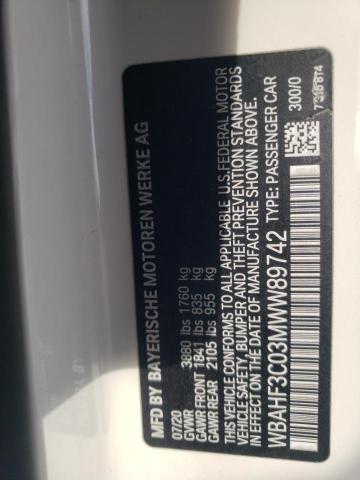 MFD BY BAYERISCHE MOTOREN WERKE AG
07/20
GVWR 3880 lbs 1760 kg
GAWR FRONT 1841 lbs 835 kg
GAWR REAR 2105 lbs 955 kg
THIS VEHICLE CONFORMS TO ALL APPLICABLE U.S. FEDERAL MOTOR
VEHICLE SAFETY, BUMPER, AND THEFT PREVENTION STANDARDS
IN EFFECT ON THE DATE OF MANUFACTURE SHOWN ABOVE.
WBAHF3C03MWW89742 TYPE: PASSENGER CAR
300/0